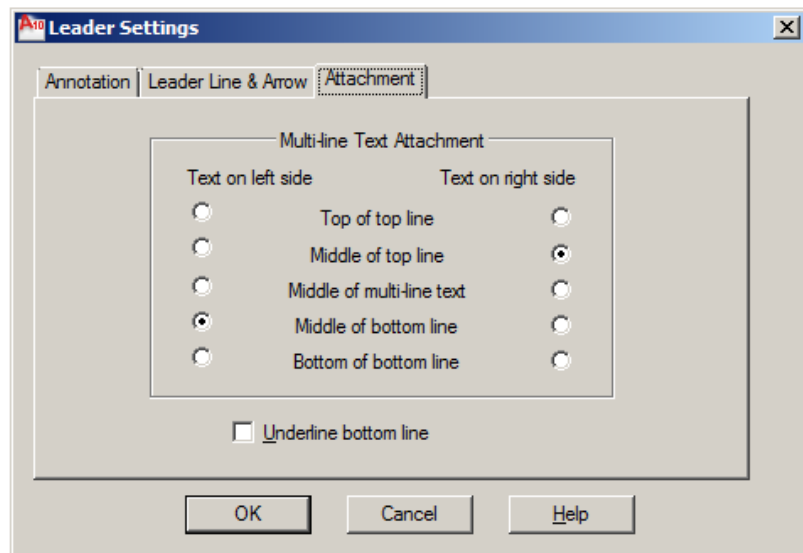 A10 Leader Settings
Annotation Leader Line & Arrow Attachment
Multi-line Text Attachment
Text on left side Text on right side
Top of top line
Middle of top line
Middle of multi-line text
Middle of bottom line
Bottom of bottom line
Underline bottom line
OK Cancel Help